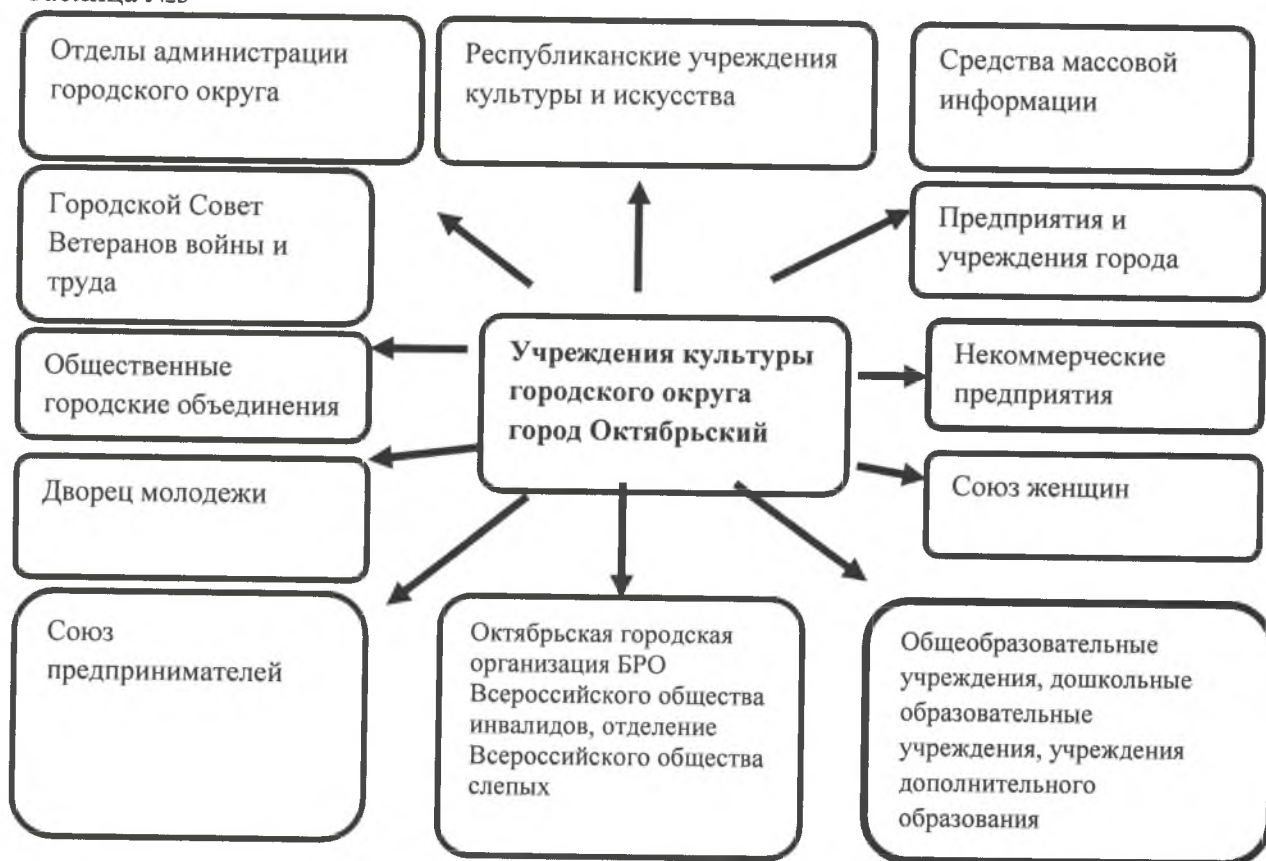 Отделы администрации
городского округа
Республиканские учреждения
культуры и искусства
Средства массовой
информации
Городской Совет
Ветеранов войны и
труда
Предприятия и
учреждения города
Общественные
городские объединения
Учреждения культуры
городского округа
город Октябрьский
Некоммерческие
предприятия
Дворец молодежи
Союз женщин
Союз
предпринимателей
Октябрьская городская
организация БРО
Всероссийского общества
инвалидов, отделение
Всероссийского общества
слепых
Общеобразовательные
учреждения, дошкольные
образовательные
учреждения, учреждения
дополнительного
образования